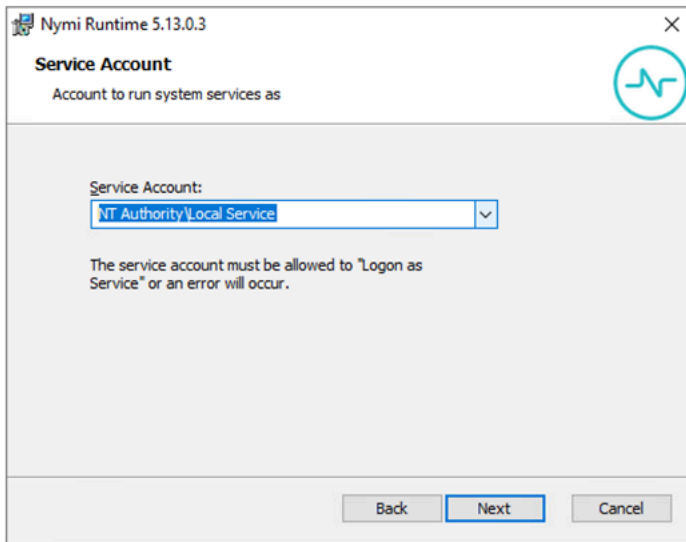 Nymi Runtime 5.13.0.3
Service Account
Account to run system services as
Service Account:
NT Authority\Local Service
The service account must be allowed to "Logon as
Service" or an error will occur.
Back
Next
Cancel